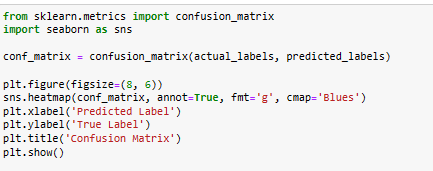 from sklearn.metrics import confusion_matrix
import seaborn as sns
conf_matrix = confusion_matrix(actual_labels, predicted_labels)
plt.figure(figsize=(8, 6))
sns.heatmap(conf_matrix, annot=True, fmt='g', cmap='Blues')
plt.xlabel('Predicted Label')
plt.ylabel('True Label')
plt.title('Confusion Matrix')
plt.show()